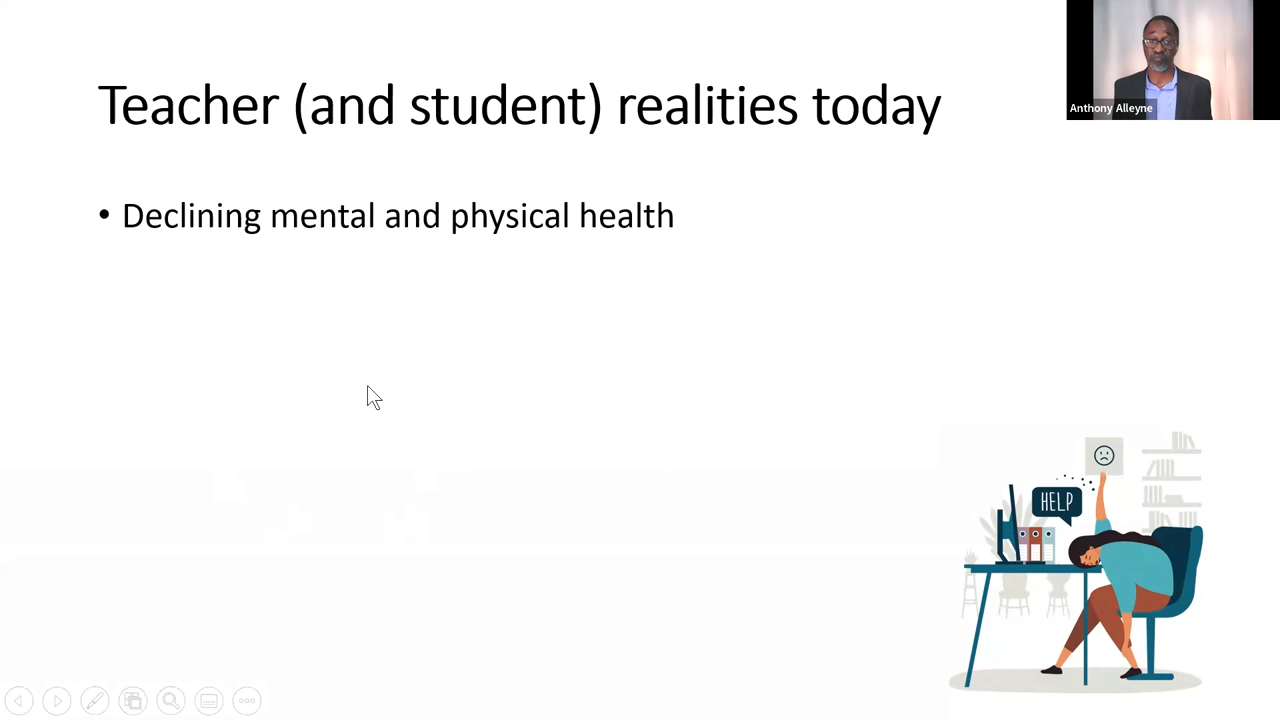 Teacher (and student) realities today
Anthony Alleyne
• Declining mental and physical health
HELP